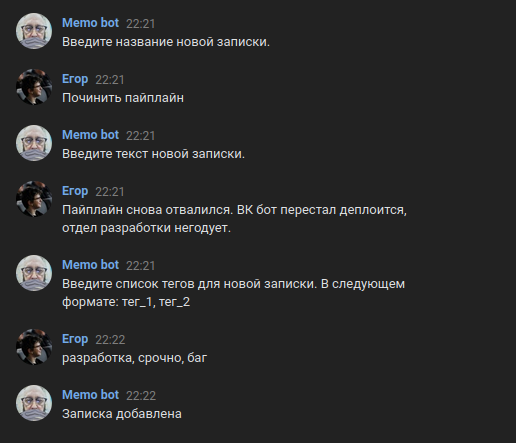 Memo bot 22:21
Введите название новой записки.
Егор 22:21
Починить пайплайн
Memo bot 22:21
Введите текст новой записки.
Егор 22:21
Пайплайн снова отвалился. ВК бот перестал деплоится,
отдел разработки негодует.
Memo bot 22:21
Введите список тегов для новой записки. В следующем
формате: тег_1, тег_2
Егор 22:22
разработка, срочно, баг
Memo bot 22:22
Записка добавлена